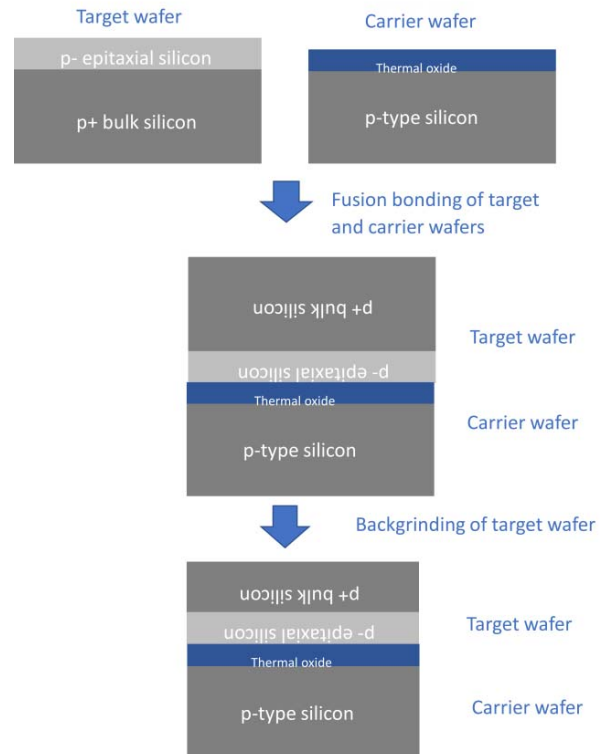 Target wafer
Carrier wafer
p- epitaxial silicon
Thermal oxide
p+ bulk silicon
p-type silicon
Fusion bonding of target
and carrier wafers
p+ bulk silicon
Target wafer
p- epitaxial silicon
Thermal oxide
Carrier wafer
p-type silicon
Backgrinding of target wafer
p+ bulk silicon
Target wafer
p- epitaxial silicon
Thermal oxide
Carrier wafer
p-type silicon